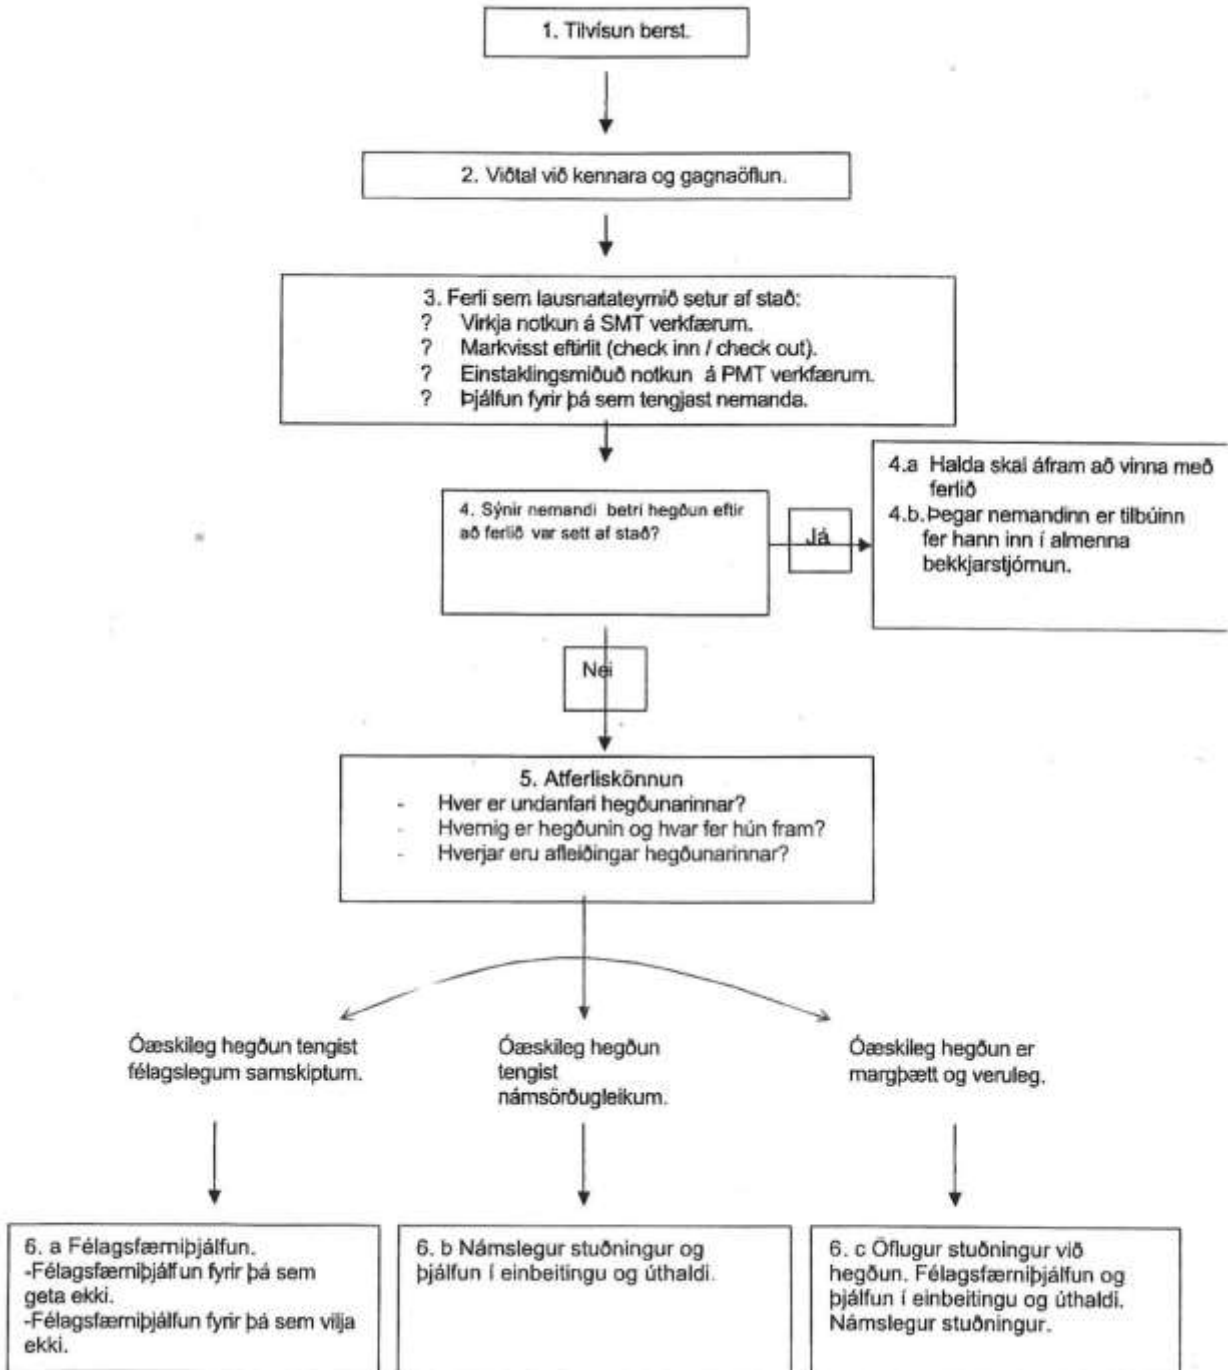 1. Tilvísun berst.
2. Viðtal við kennara og gagnaöflun.
3. Ferli sem lausnaitateymið setur af stað:
? Virkja notkun á SMT verkfærum.
? Markvisst eftirlit (check inn / check out).
? Einstaklingsmiðuð notkun á PMT verkfærum.
? Þjálfun fyrir þá sem tengjast nemanda.
4. Sýnir nemandi betri hegðun eftir
að ferlið var sett af stað?
Já
4.a Halda skal áfram að vinna með
ferlið
4.b.Þegar nemandinn er tilbúinn
fer hann inn í almenna
bekkjarstjórnun.
Nei
5. Atferliskönnun
- Hver er undanfari hegðunarinnar?
- Hvernig er hegðunin og hvar fer hún fram?
- Hverjar eru afleiðingar hegðunarinnar?
Óæskileg hegðun tengist
félagslegum samskiptum.
Óæskileg hegðun
tengist
námsörðugleikum.
Óæskileg hegðun er
margþætt og veruleg.
6. a Félagsfærniþjálfun.
-Félagsfærniþjálfun fyrir þá sem
geta ekki.
-Félagsfærniþjálfun fyrir þá sem vilja
ekki.
6. b Námslegur stuðningur og
þjálfun í einbeitingu og úthaldi.
6. c Öflugur stuðningur við
hegðun. Félagsfærniþjálfun og
þjálfun í einbeitingu og úthaldi.
Námslegur stuðningur.